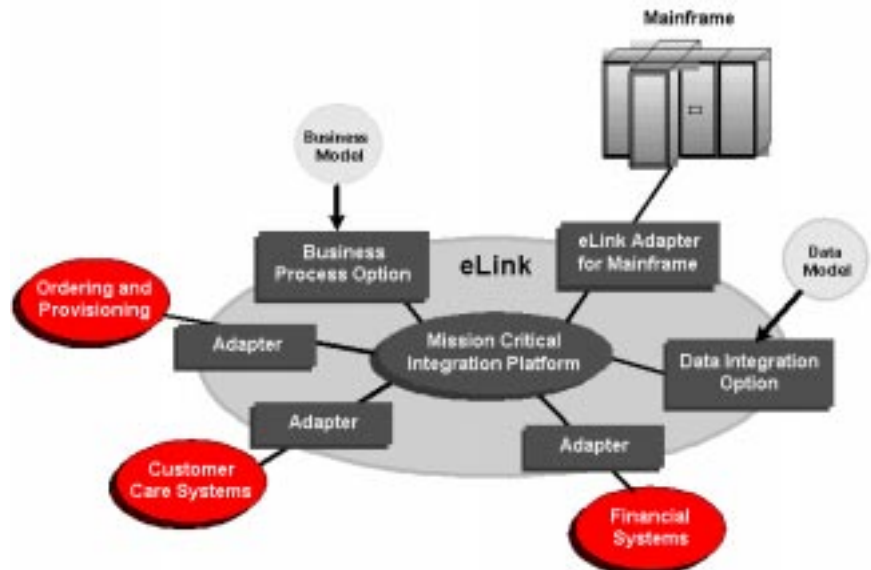 Mainframe
Business
Model
Business
Process Option
eLink
eLink Adapter
for Mainframe
Data
Model
Ordering and
Provisioning
Adapter
Mission Critical
Integration Platform
Data Integration
Option
Adapter
Adapter
Customer
Care Systems
Financial
Systems